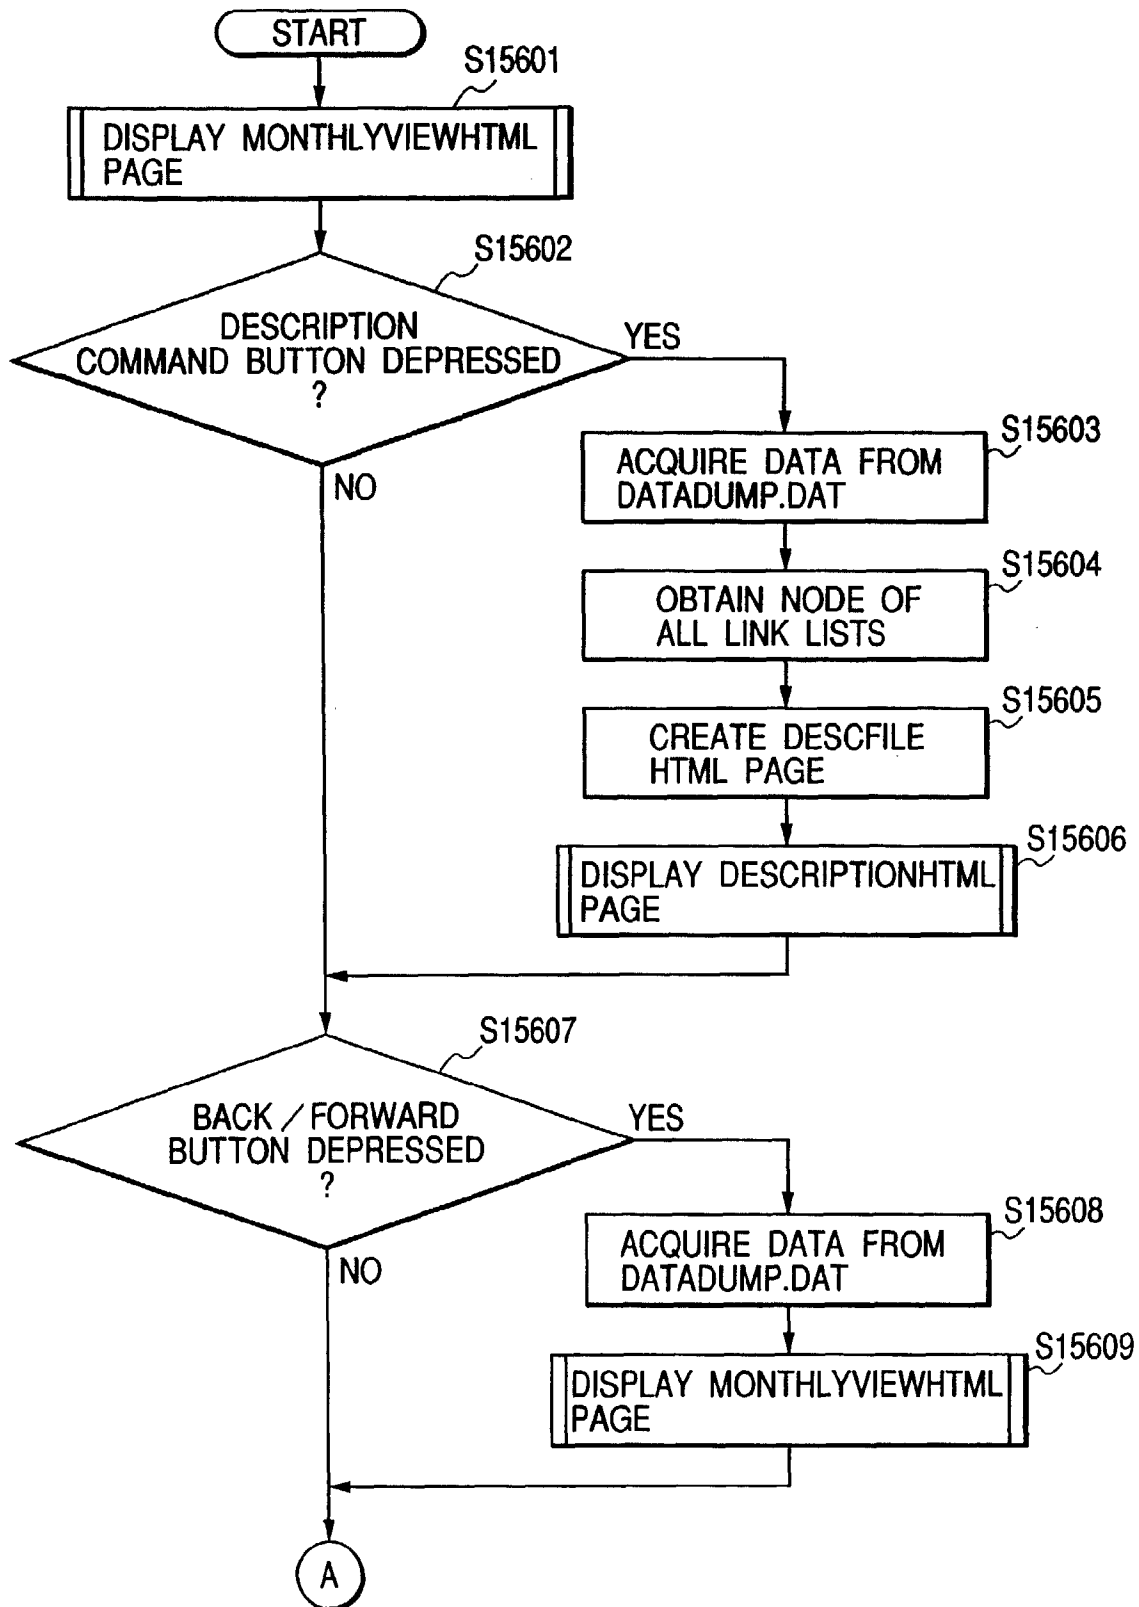 START
S15601
DISPLAY MONTHLYVIEWHTML
PAGE
S15602
DESCRIPTION
COMMAND BUTTON DEPRESSED
?
YES
NO
S15603
ACQUIRE DATA FROM
DATADUMP.DAT
S15604
OBTAIN NODE OF
ALL LINK LISTS
S15605
CREATE DESCFILE
HTML PAGE
S15606
DISPLAY DESCRIPTIONHTML
PAGE
S15607
BACK / FORWARD
BUTTON DEPRESSED
?
YES
NO
S15608
ACQUIRE DATA FROM
DATADUMP.DAT
S15609
DISPLAY MONTHLYVIEWHTML
PAGE
A